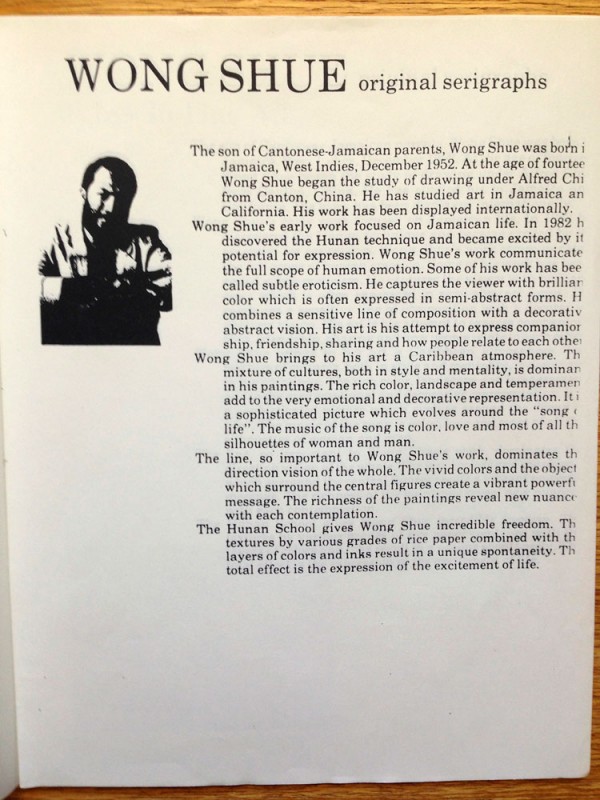 WONG SHUE original serigraphs
The son of Cantonese-Jamaican parents, Wong Shue was born i
Jamaica, West Indies, December 1952. At the age of fourtee
Wong Shue began the study of drawing under Alfred Chi
from Canton, China. He has studied art in Jamaica an
California. His work has been displayed internationally.
Wong Shue's early work focused on Jamaican life. In 1982 h
discovered the Hunan technique and became excited by it
potential for expression. Wong Shue's work communicate
the full scope of human emotion. Some of his work has bee
called subtle eroticism. He captures the viewer with brillian
color which is often expressed in semi-abstract forms. H
combines a sensitive line of composition with a decorativ
abstract vision. His art is his attempt to express companion
ship, friendship, sharing and how people relate to each other
Wong Shue brings to his art a Caribbean atmosphere. Th
mixture of cultures, both in style and mentality, is dominan
in his paintings. The rich color, landscape and temperamen
add to the very emotional and decorative representation. It i
a sophisticated picture which evolves around the "song
life". The music of the song is color, love and most of all th
silhouettes of woman and man.
The line, so important to Wong Shue's work, dominates th
direction vision of the whole. The vivid colors and the object
which surround the central figures create a vibrant powerfu
message. The richness of the paintings reveal new nuance
with each contemplation.
The Hunan School gives Wong Shue incredible freedom. Th
textures by various grades of rice paper combined with th
layers of colors and inks result in a unique spontaneity. Th
total effect is the expression of the excitement of life.